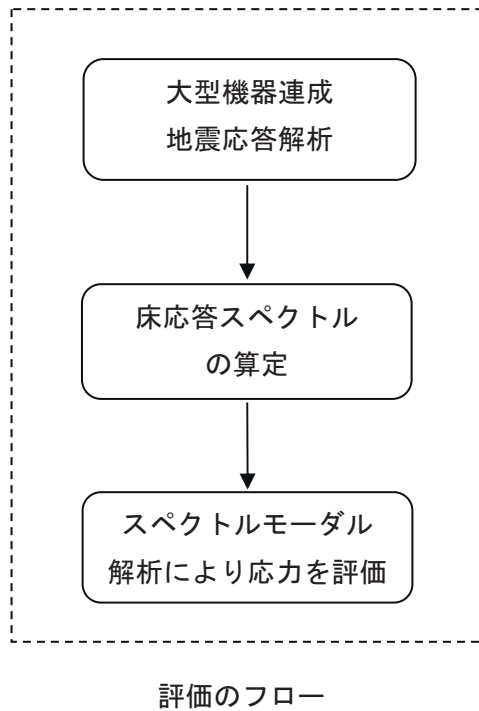 大型機器連成
地震応答解析
床応答スペクトル
の算定
スペクトルモーダル
解析により応力を評価
評価のフロー